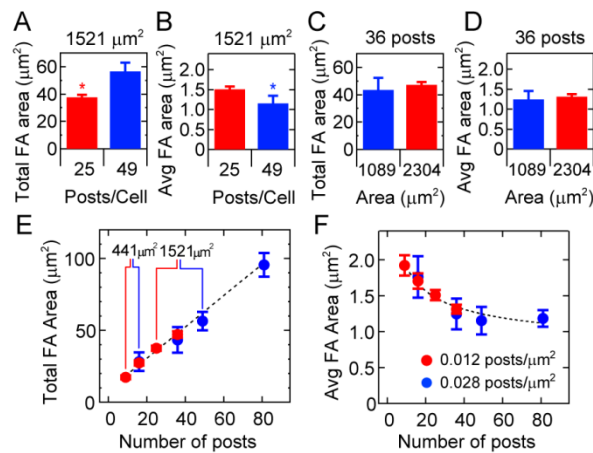 A
1521 μm²
Total FA area (μm²)
60
40
20
0
*
25
49
Posts/Cell
B
1521 μm²
Avg FA area (μm²)
2.0
1.5
1.0
0.5
0
*
25
49
Posts/Cell
C
36 posts
Total FA area (μm²)
60
40
20
0
1089
2304
Area (μm²)
D
36 posts
Avg FA area (μm²)
2.0
1.5
1.0
0.5
0
1089
2304
Area (μm²)
E
Total FA Area (μm²)
100
50
0
441μm²
1521μm²
0
20
40
60
80
Number of posts
F
Avg FA Area (μm²)
2.0
1.5
1.0
0.5
0.012 posts/μm²
0.028 posts/μm²
0
20
40
60
80
Number of posts